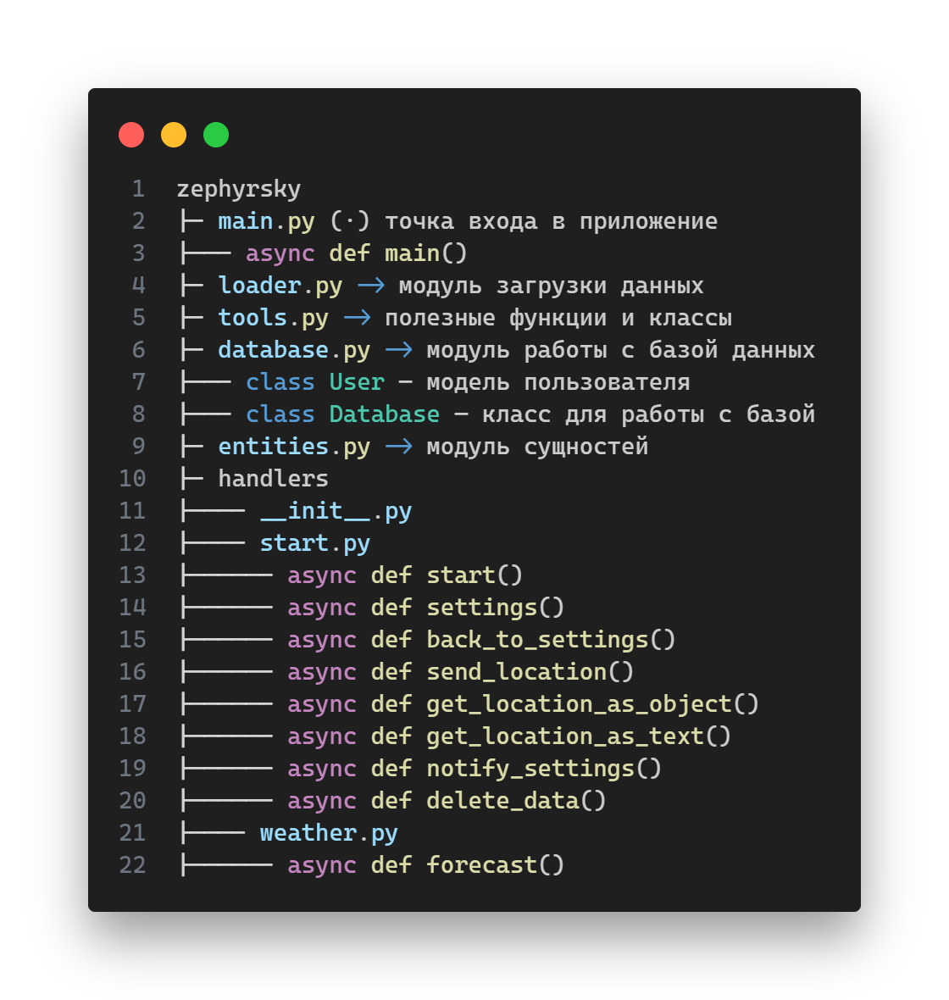 1 zephyrsky
2 ├─ main.py (·) точка входа в приложение
3 ├─── async def main()
4 ├─ loader.py —> модуль загрузки данных
5 ├─ tools.py —> полезные функции и классы
6 ├─ database.py —> модуль работы с базой данных
7 ├─── class User — модель пользователя
8 ├─── class Database — класс для работы с базой
9 ├─ entities.py —> модуль сущностей
10 ├─ handlers
11 ├──── __init__.py
12 ├──── start.py
13 ├────── async def start()
14 ├────── async def settings()
15 ├────── async def back_to_settings()
16 ├────── async def send_location()
17 ├────── async def get_location_as_object()
18 ├────── async def get_location_as_text()
19 ├────── async def notify_settings()
20 ├────── async def delete_data()
21 ├──── weather.py
22 ├────── async def forecast()